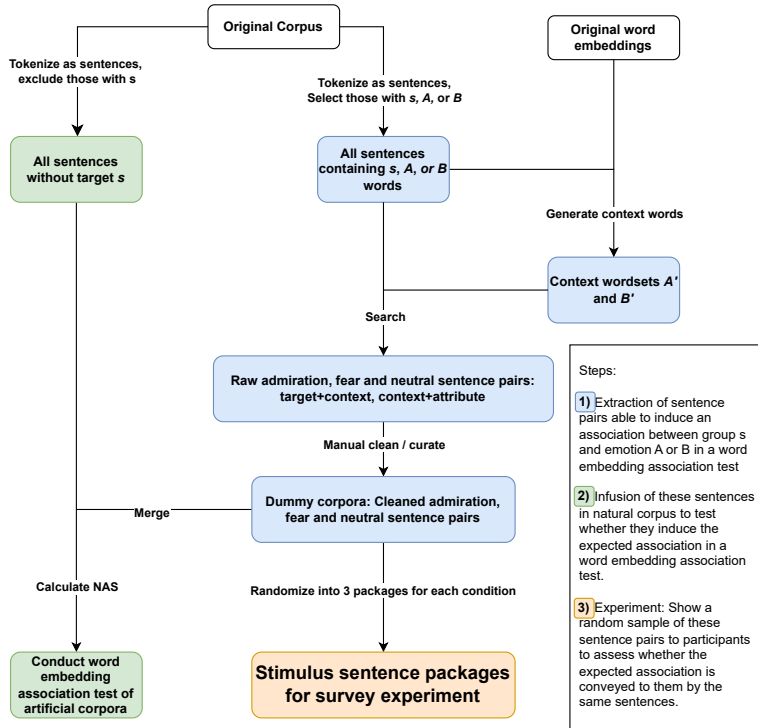 Original Corpus
Original word
embeddings
Tokenize as sentences,
exclude those with s
Tokenize as sentences,
Select those with s, A, or B
All sentences
without target s
All sentences
containing s, A, or B
words
Generate context words
Context wordsets A'
and B'
Search
Raw admiration, fear and neutral sentence pairs:
target+context, context+attribute
Manual clean / curate
Dummy corpora: Cleaned admiration,
fear and neutral sentence pairs
Merge
Calculate NAS
Randomize into 3 packages for each condition
Conduct word
embedding
association test of
artificial corpora
Stimulus sentence packages
for survey experiment
Steps:
1) Extraction of sentence
pairs able to induce an
association between group s
and emotion A or B in a word
embedding association test
2) Infusion of these sentences
in natural corpus to test
whether they induce the
expected association in a
word embedding association
test.
3) Experiment: Show a
random sample of these
sentence pairs to participants
to assess whether the
expected association is
conveyed to them by the
same sentences.